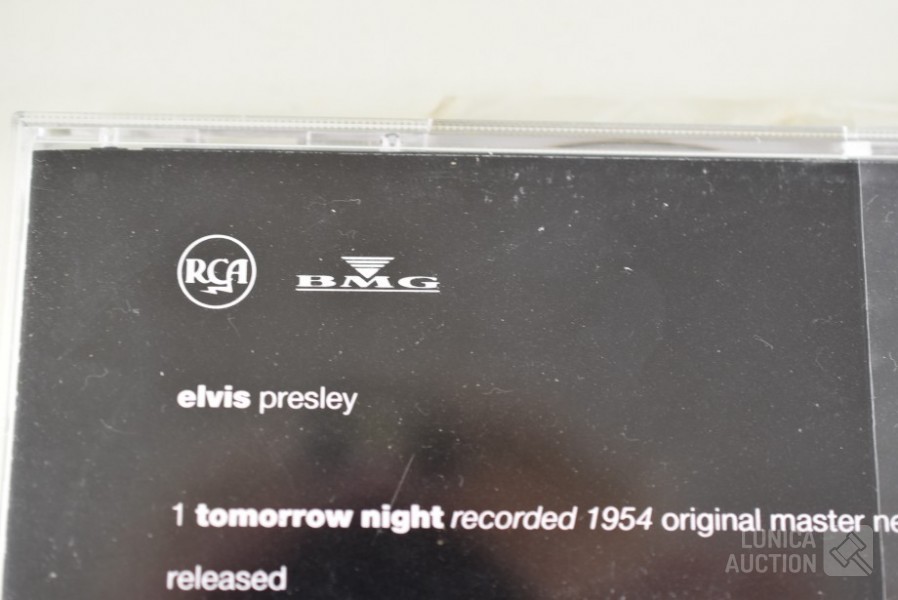 RCA BMG
elvis presley
1 tomorrow night recorded 1954 original master ne
released
LUNICA
AUCTION